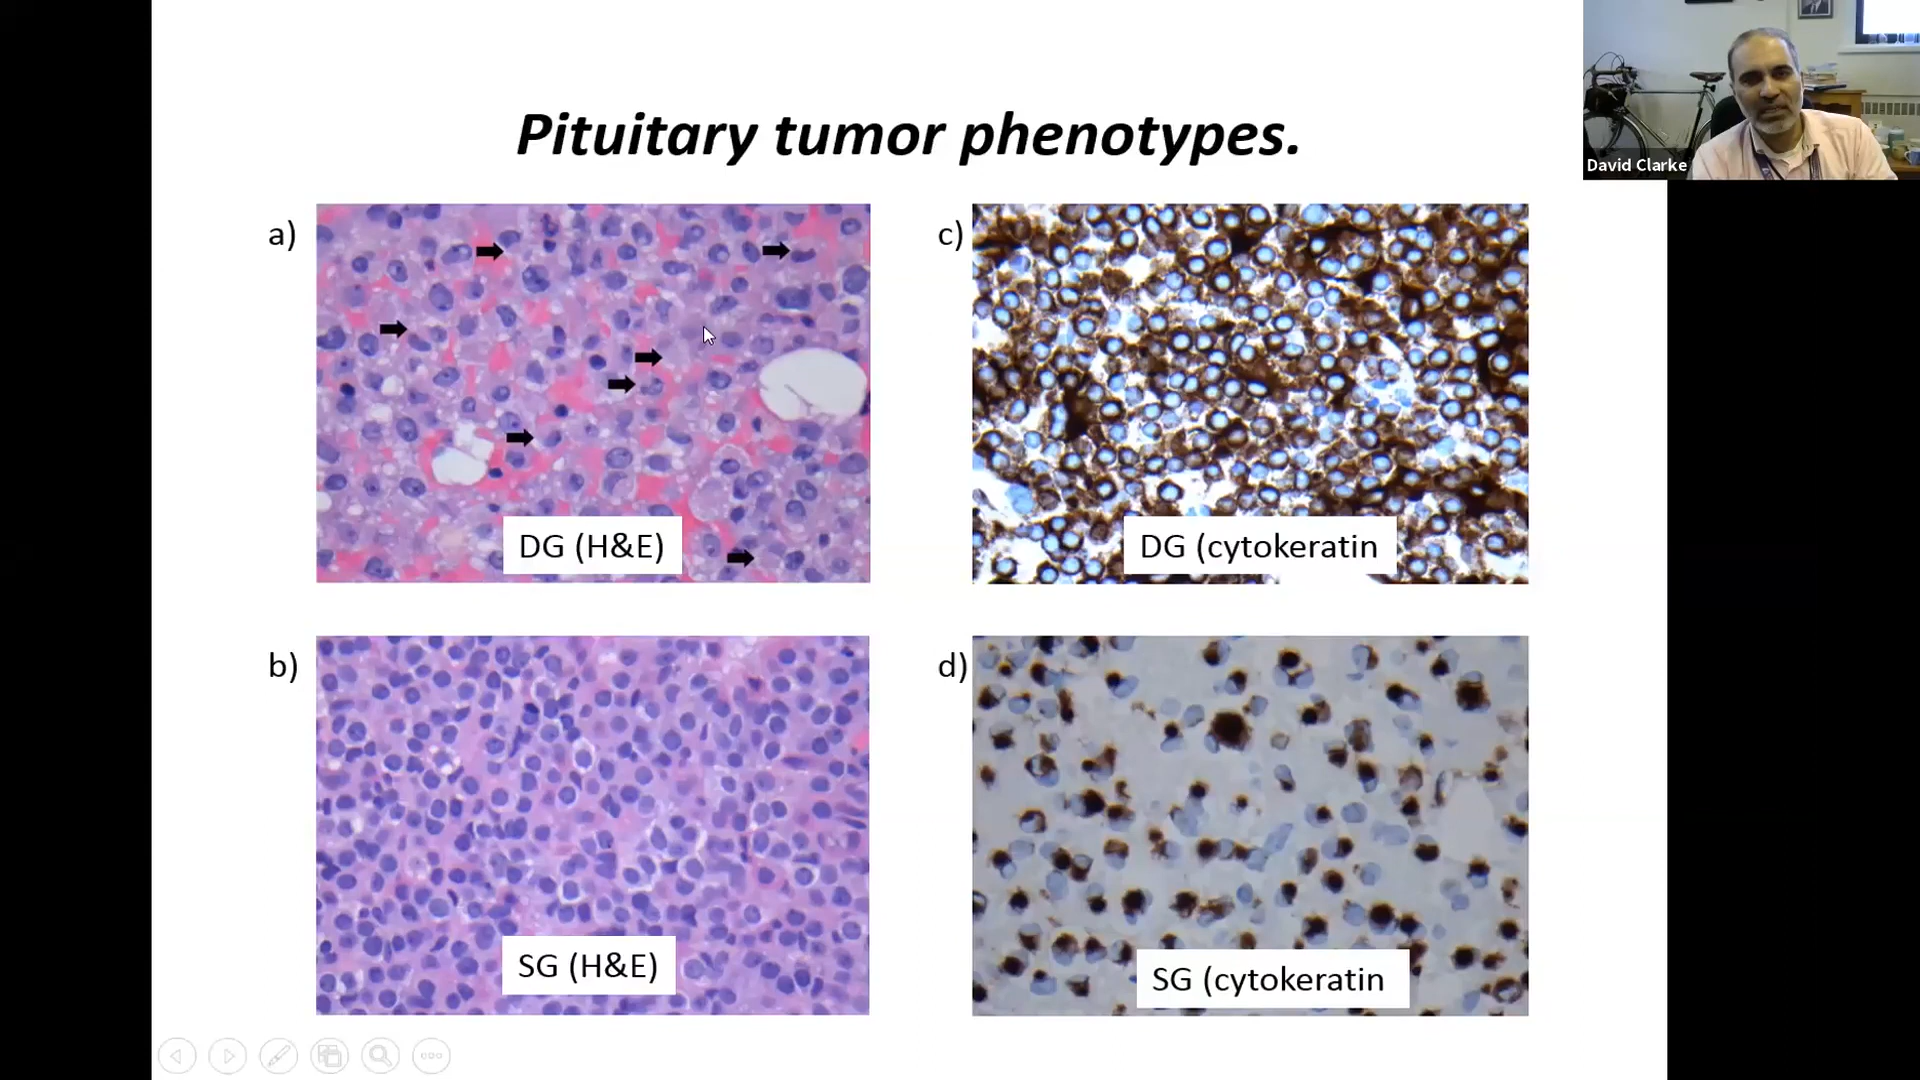 Pituitary tumor phenotypes.
David Clarke
a)
DG (H&E)
c)
DG (cytokeratin
b)
SG (H&E)
d)
SG (cytokeratin